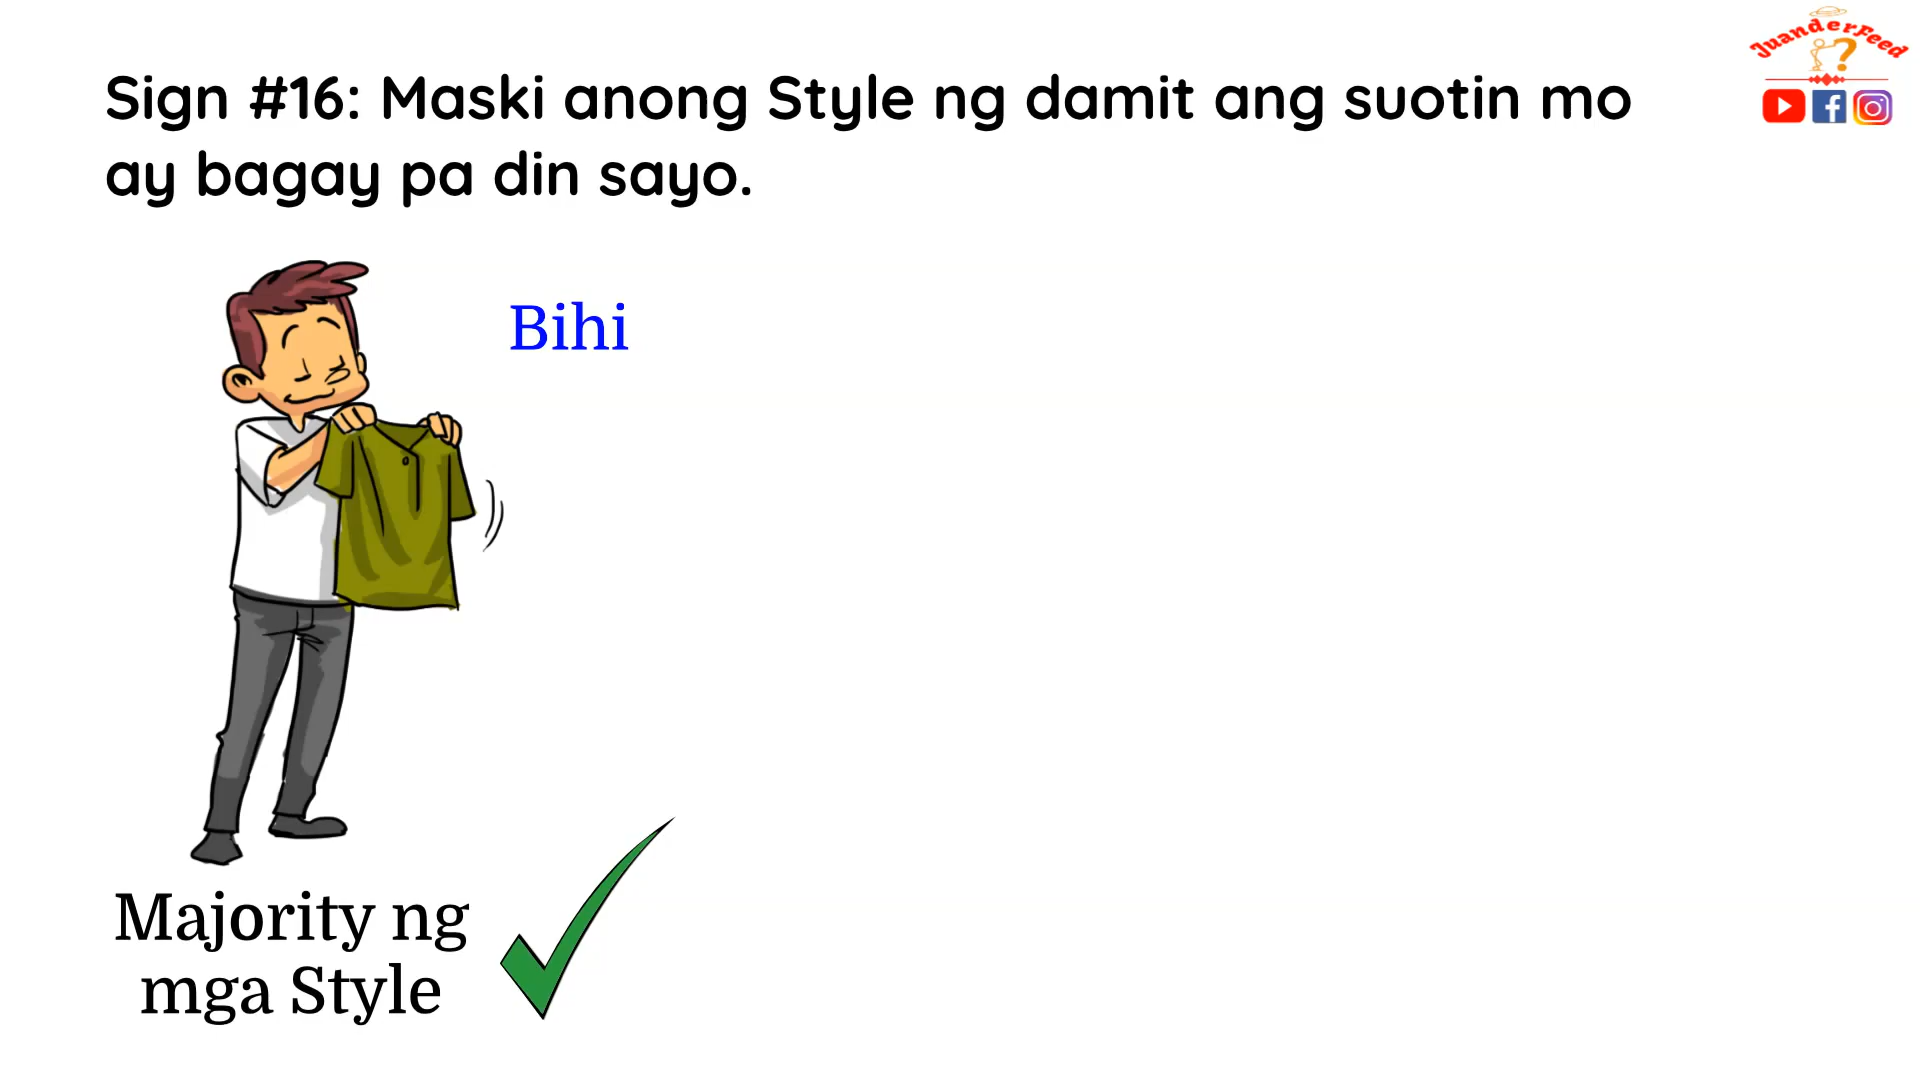 JuanderFeed
Sign #16: Maski anong Style ng damit ang suotin mo
ay bagay pa din sayo.
Bihi
Majority ng
mga Style